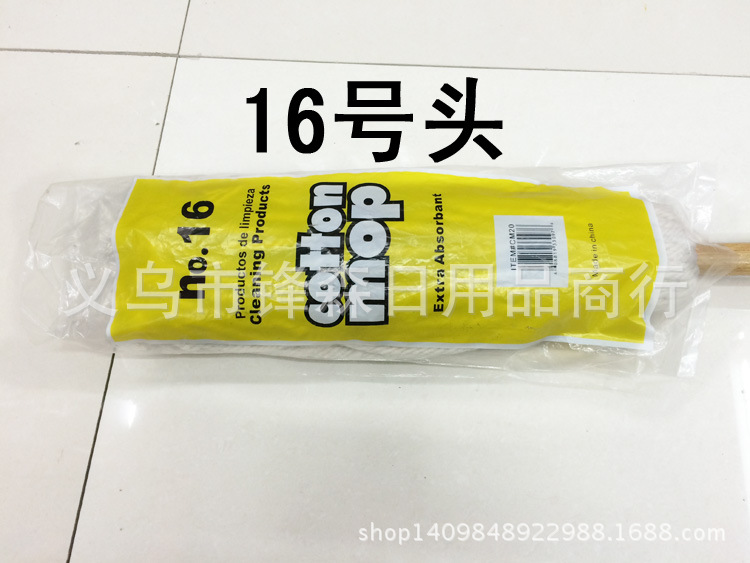 16号头
no.16
Productos de limpieza
Cleaning Products
cotton
mop
Extra Absorbant
ITEM#CM20
Made in china
义乌市锋森日用品商行
shop1409848922988.1688.com